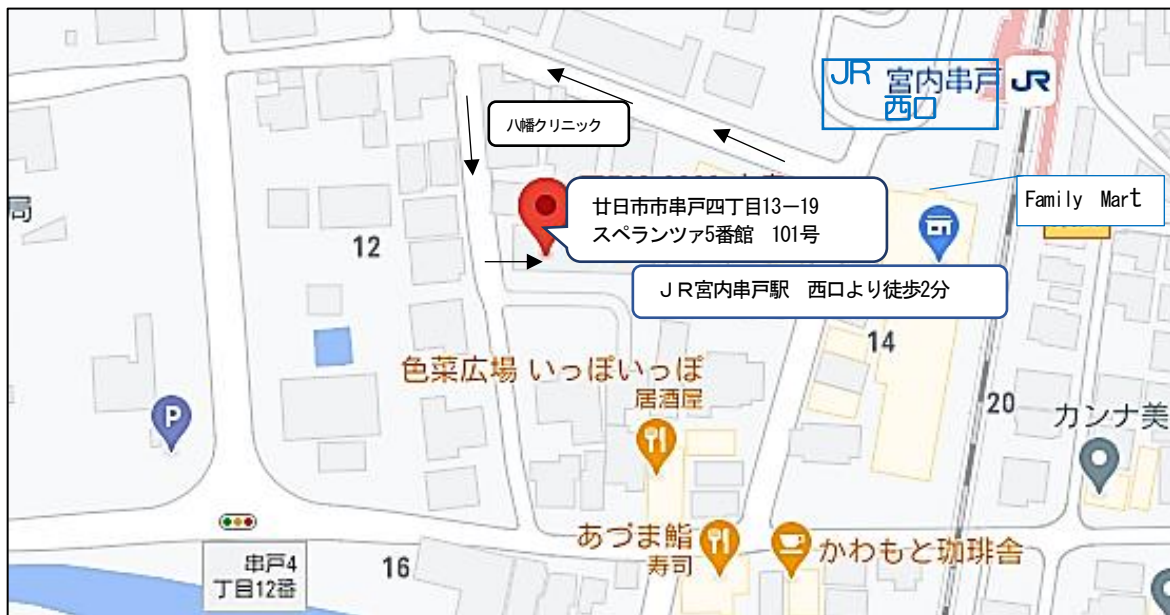 JR 宮内串戸 JR
西口
八幡クリニック
Family Mart
局
廿日市市串戸四丁目13－19
スペランツァ5番館 101号
12
ＪＲ宮内串戸駅 西口より徒歩2分
14
色菜広場 いっぽいっぽ
居酒屋
20
カンナ美
P
あづま鮨
寿司
かわもと珈琲舎
串戸4
丁目12番
16